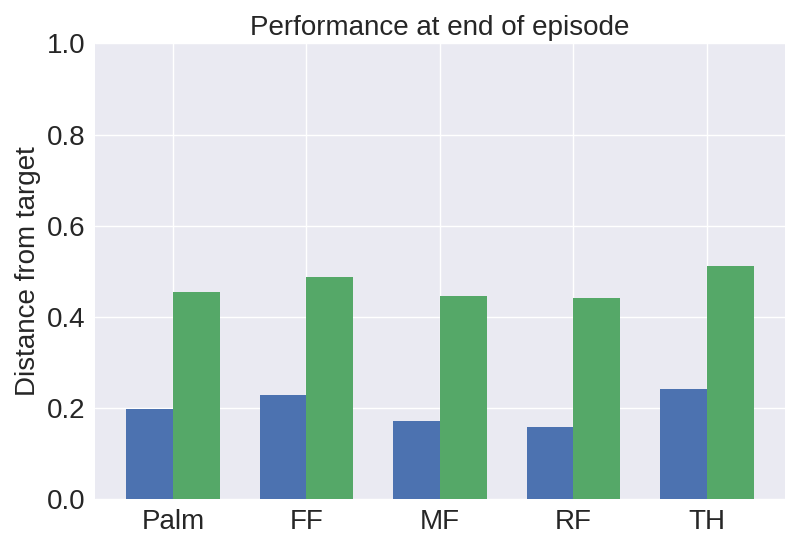 Performance at end of episode
Distance from target
1.0
0.8
0.6
0.4
0.2
0.0
Palm FF MF RF TH